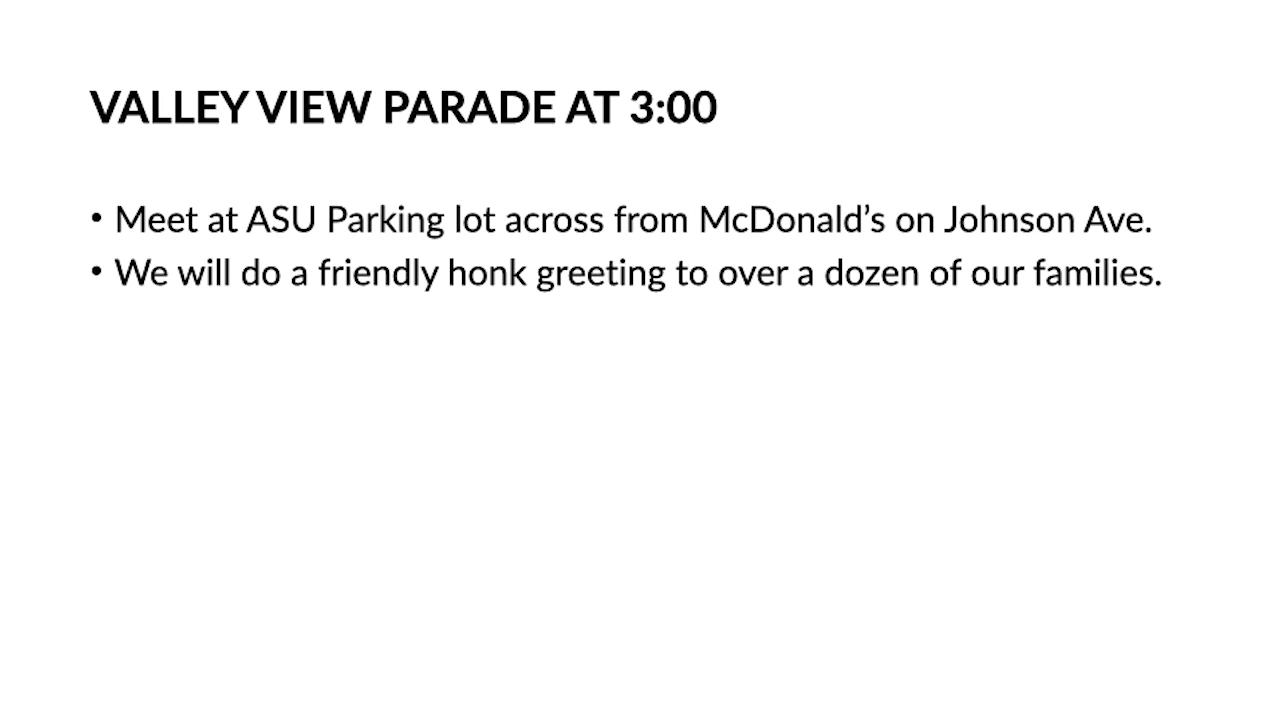 VALLEY VIEW PARADE AT 3:00
• Meet at ASU Parking lot across from McDonald’s on Johnson Ave.
• We will do a friendly honk greeting to over a dozen of our families.